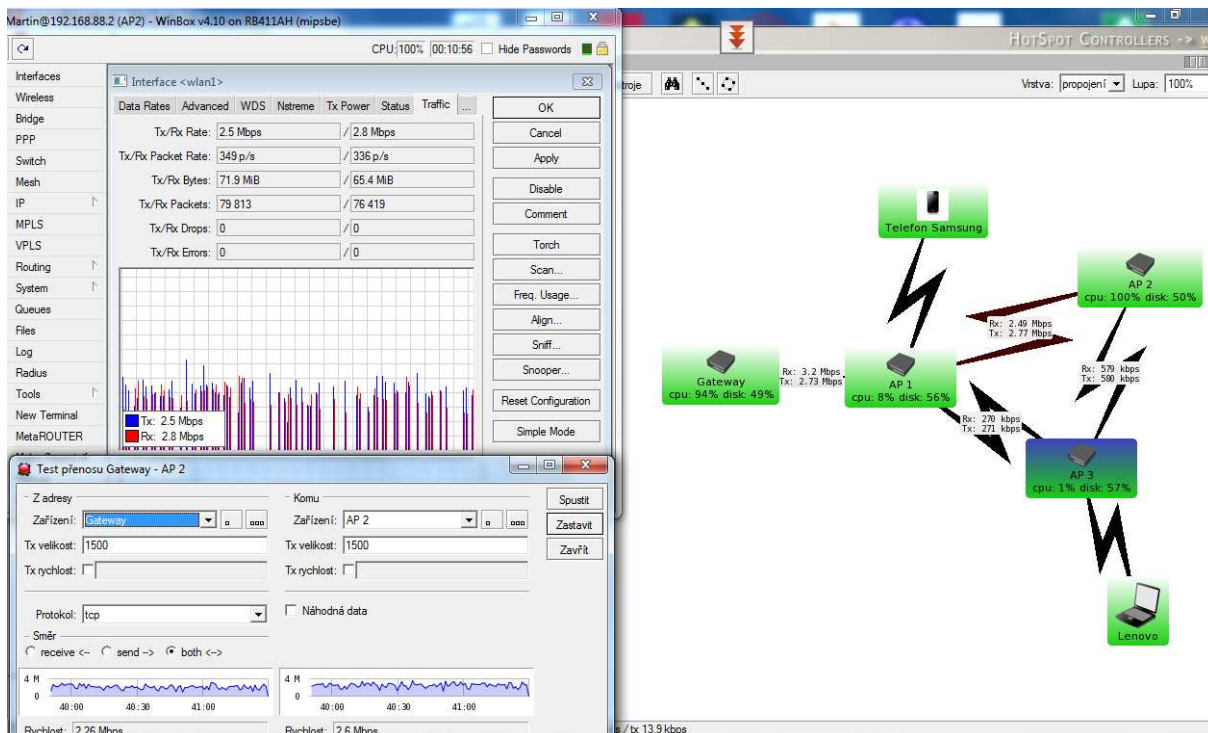 Martin@192.168.88.2 (AP2) - WinBox v4.10 on RB411AH (mipsbe)
CPU: 100% 00:10:56 Hide Passwords
Interfaces
Wireless
Bridge
PPP
Switch
Mesh
IP
MPLS
VPLS
Routing
System
Queues
Files
Log
Radius
Tools
New Terminal
MetaROUTER
Interface <wlan1>
Data Rates Advanced WDS Nstreme Tx Power Status Traffic ...
Tx/Rx Rate: 2.5 Mbps / 2.8 Mbps
Tx/Rx Packet Rate: 349 p/s / 336 p/s
Tx/Rx Bytes: 71.9 MiB / 65.4 MiB
Tx/Rx Packets: 79 813 / 76 419
Tx/Rx Drops: 0 / 0
Tx/Rx Errors: 0 / 0
Tx: 2.5 Mbps
Rx: 2.8 Mbps
OK
Cancel
Apply
Disable
Comment
Torch
Scan...
Freq. Usage...
Align...
Sniff...
Snooper...
Reset Configuration
Simple Mode
Test přenosu Gateway - AP 2
Z adresy
Zařízení: Gateway
Tx velikost: 1500
Tx rychlost:
Komu
Zařízení: AP 2
Tx velikost: 1500
Tx rychlost:
Spustit
Zastavit
Zavřít
Protokol: tcp
Náhodná data
Směr
receive <-- send --> both <-->
4 M
0
40:00 40:30 41:00
4 M
0
40:00 40:30 41:00
Rychlost: 2.26 Mbps
Rychlost: 2.6 Mbps
HotSpot Controllers ->
Vrstva: propojení Lupa: 100%
Telefon Samsung
AP 2
cpu: 100% disk: 50%
Rx: 2.49 Mbps
Tx: 2.77 Mbps
Gateway
cpu: 94% disk: 49%
Rx: 3.2 Mbps
Tx: 2.73 Mbps
AP 1
cpu: 8% disk: 56%
Rx: 579 kbps
Tx: 580 kbps
Rx: 270 kbps
Tx: 271 kbps
AP 3
cpu: 1% disk: 57%
Lenovo
/ tx 13.9 kbps